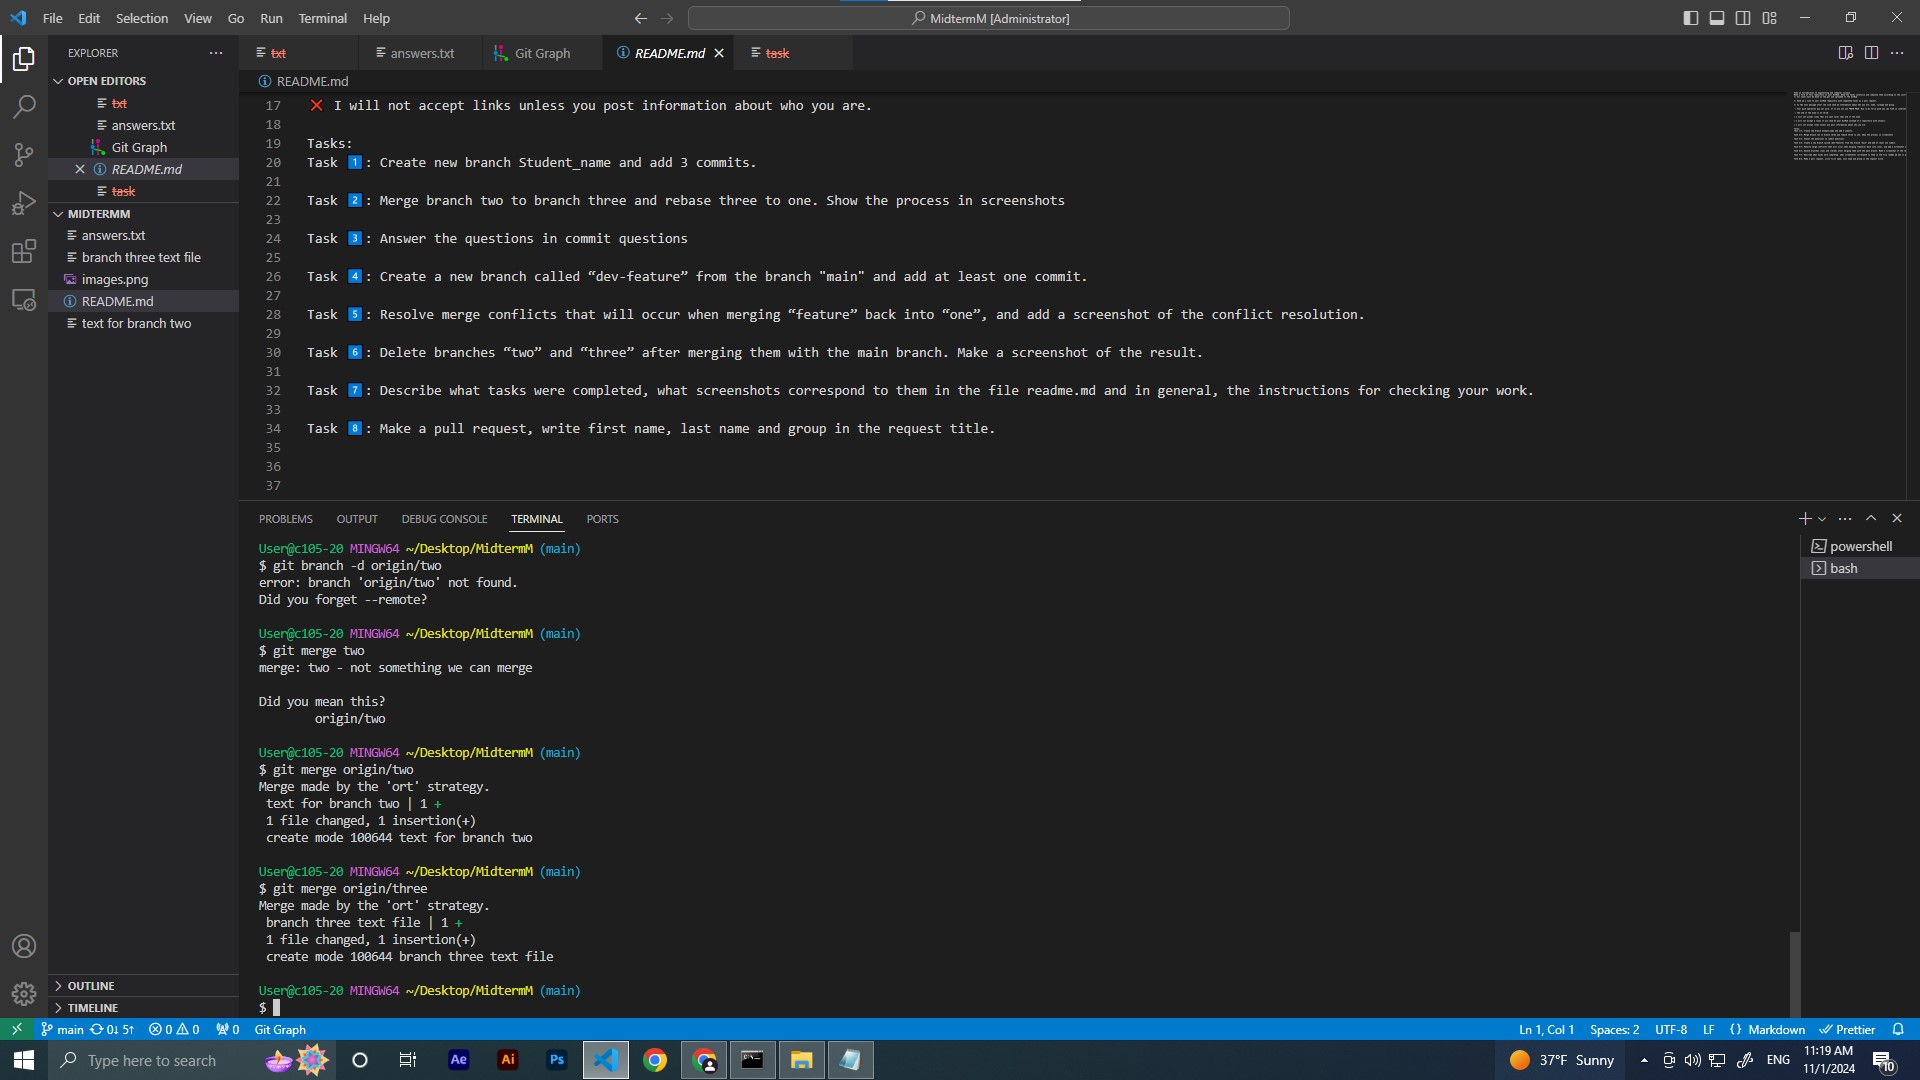 File Edit Selection View Go Run Terminal Help
MidtermM [Administrator]
EXPLORER
OPEN EDITORS
txt
answers.txt
Git Graph
README.md
task
MIDTERMM
answers.txt
branch three text file
images.png
README.md
text for branch two
OUTLINE
TIMELINE
txt answers.txt Git Graph README.md task
README.md
17 ❌ I will not accept links unless you post information about who you are.
18
19 Tasks:
20 Task 1️⃣: Create new branch Student_name and add 3 commits.
21
22 Task 2️⃣: Merge branch two to branch three and rebase three to one. Show the process in screenshots
23
24 Task 3️⃣: Answer the questions in commit questions
25
26 Task 4️⃣: Create a new branch called “dev-feature” from the branch "main" and add at least one commit.
27
28 Task 5️⃣: Resolve merge conflicts that will occur when merging “feature” back into “one”, and add a screenshot of the conflict resolution.
29
30 Task 6️⃣: Delete branches “two” and “three” after merging them with the main branch. Make a screenshot of the result.
31
32 Task 7️⃣: Describe what tasks were completed, what screenshots correspond to them in the file readme.md and in general, the instructions for checking your work.
33
34 Task 8️⃣: Make a pull request, write first name, last name and group in the request title.
35
36
37
PROBLEMS OUTPUT DEBUG CONSOLE TERMINAL PORTS
User@c105-20 MINGW64 ~/Desktop/MidtermM (main)
$ git branch -d origin/two
error: branch 'origin/two' not found.
Did you forget --remote?
User@c105-20 MINGW64 ~/Desktop/MidtermM (main)
$ git merge two
merge: two - not something we can merge
Did you mean this?
origin/two
User@c105-20 MINGW64 ~/Desktop/MidtermM (main)
$ git merge origin/two
Merge made by the 'ort' strategy.
text for branch two | 1 +
1 file changed, 1 insertion(+)
create mode 100644 text for branch two
User@c105-20 MINGW64 ~/Desktop/MidtermM (main)
$ git merge origin/three
Merge made by the 'ort' strategy.
branch three text file | 1 +
1 file changed, 1 insertion(+)
create mode 100644 branch three text file
User@c105-20 MINGW64 ~/Desktop/MidtermM (main)
$
powershell
bash
main 0↓ 5↑ 0 0 0 Git Graph
Ln 1, Col 1 Spaces: 2 UTF-8 LF {} Markdown Prettier
Type here to search
Ae Ai Ps
37°F Sunny ENG
11:19 AM
11/1/2024
10